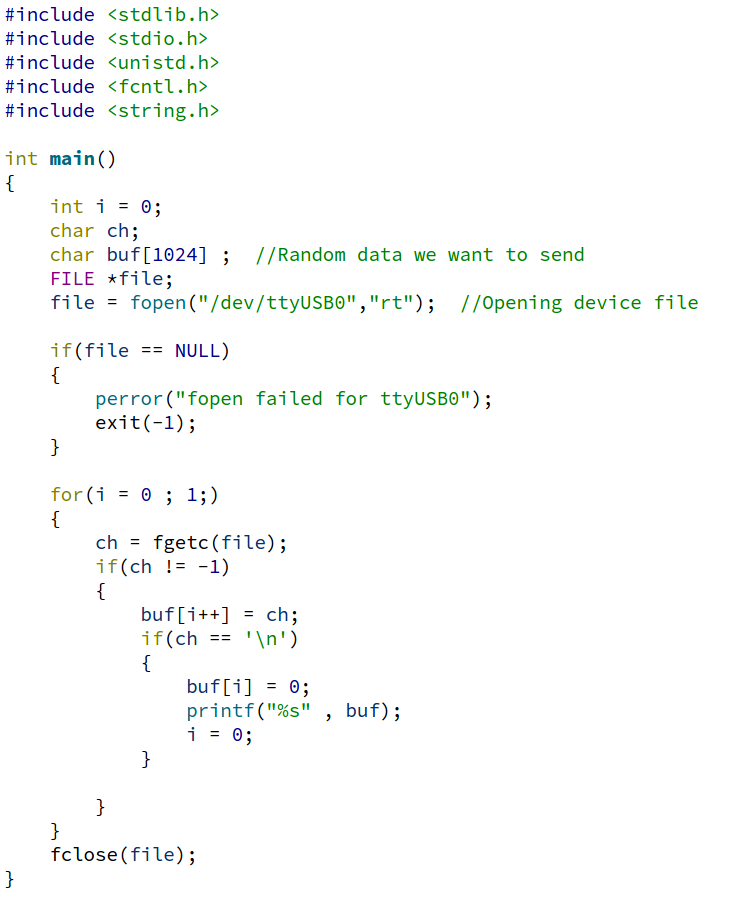 #include <stdlib.h>
#include <stdio.h>
#include <unistd.h>
#include <fcntl.h>
#include <string.h>

int main()
{
    int i = 0;
    char ch;
    char buf[1024] ;  //Random data we want to send
    FILE *file;
    file = fopen("/dev/ttyUSB0","rt");  //Opening device file

    if(file == NULL)
    {
        perror("fopen failed for ttyUSB0");
        exit(-1);
    }

    for(i = 0 ; 1;)
    {
        ch = fgetc(file);
        if(ch != -1)
        {
            buf[i++] = ch;
            if(ch == '\n')
            {
                buf[i] = 0;
                printf("%s" , buf);
                i = 0;
            }

        }
    }
    fclose(file);
}